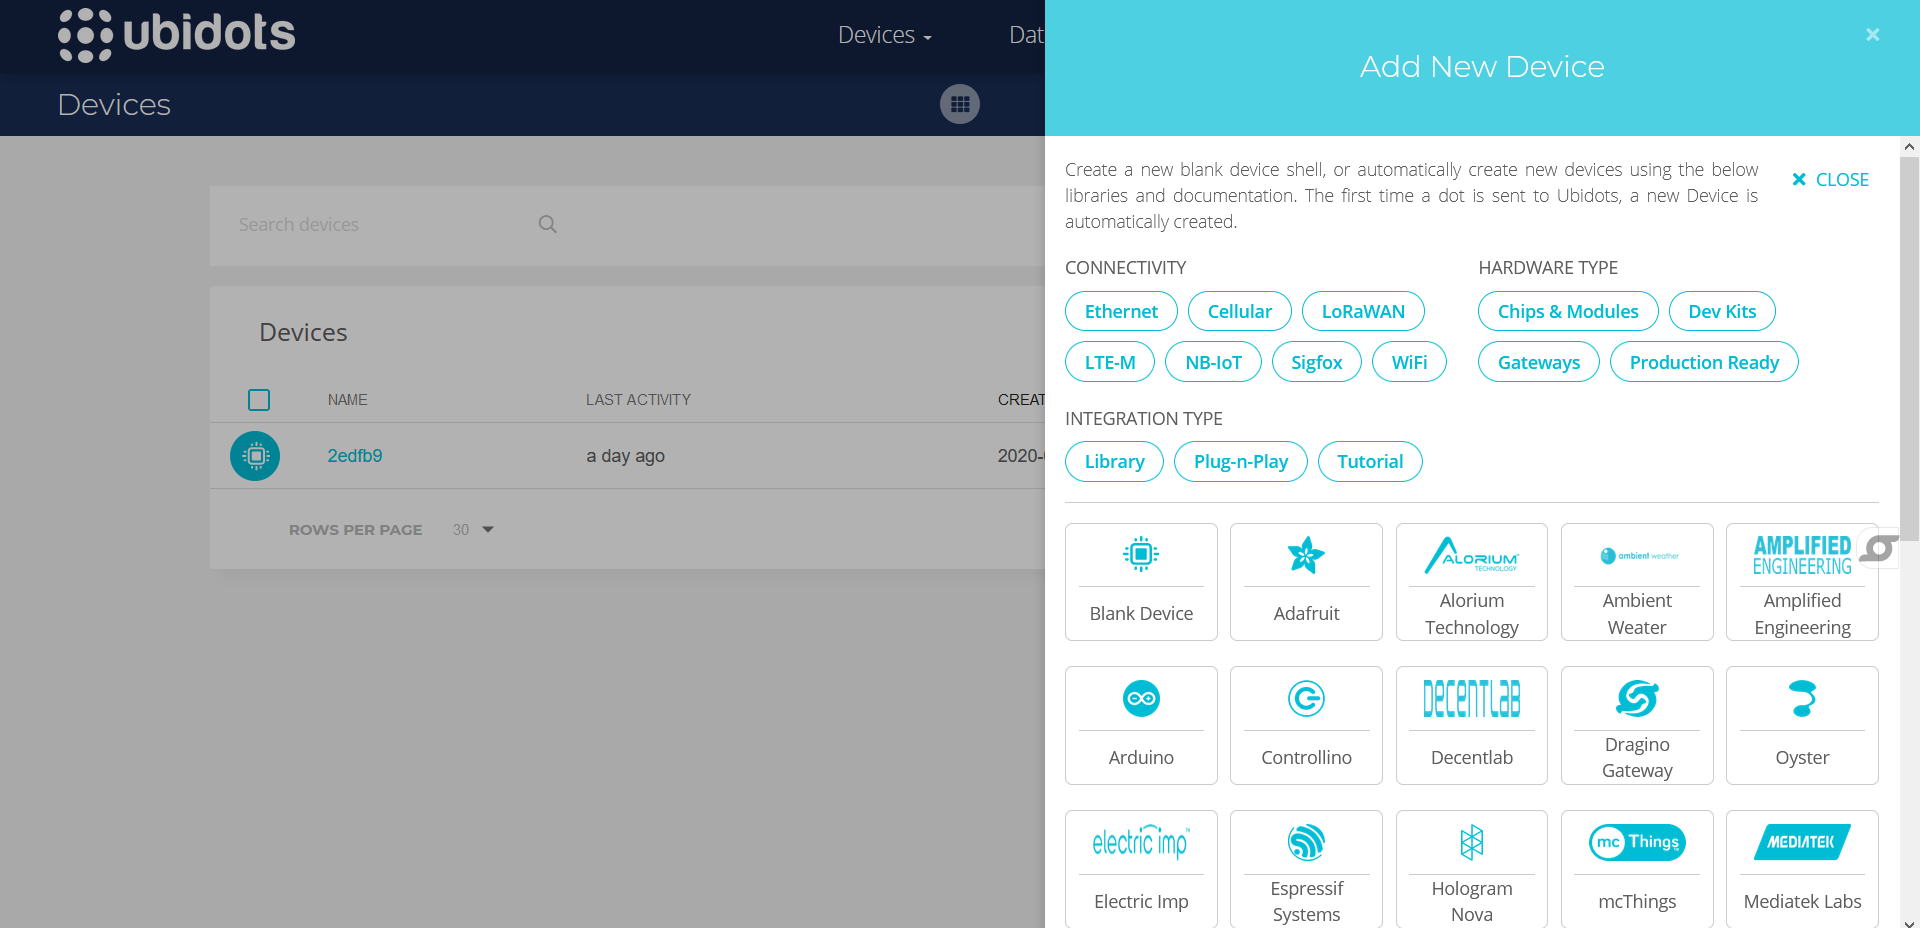 ubidots
Devices
Dat
Devices
Search devices
Devices
NAME
LAST ACTIVITY
CREAT
2edfb9
a day ago
2020-
ROWS PER PAGE
30
×
Add New Device
Create a new blank device shell, or automatically create new devices using the below
libraries and documentation. The first time a dot is sent to Ubidots, a new Device is
automatically created.
CLOSE
CONNECTIVITY
Ethernet
Cellular
LoRaWAN
LTE-M
NB-IoT
Sigfox
WiFi
HARDWARE TYPE
Chips & Modules
Dev Kits
Gateways
Production Ready
INTEGRATION TYPE
Library
Plug-n-Play
Tutorial
Blank Device
Adafruit
ALORIUM
TECHNOLOGY
Alorium
Technology
ambient weather
Ambient
Weater
AMPLIFIED
ENGINEERING
Amplified
Engineering
Arduino
Controllino
DECENTLAB
Decentlab
Dragino
Gateway
Oyster
electric imp™
Electric Imp
Espressif
Systems
Hologram
Nova
mc Things
mcThings
MEDIATEK
Mediatek Labs